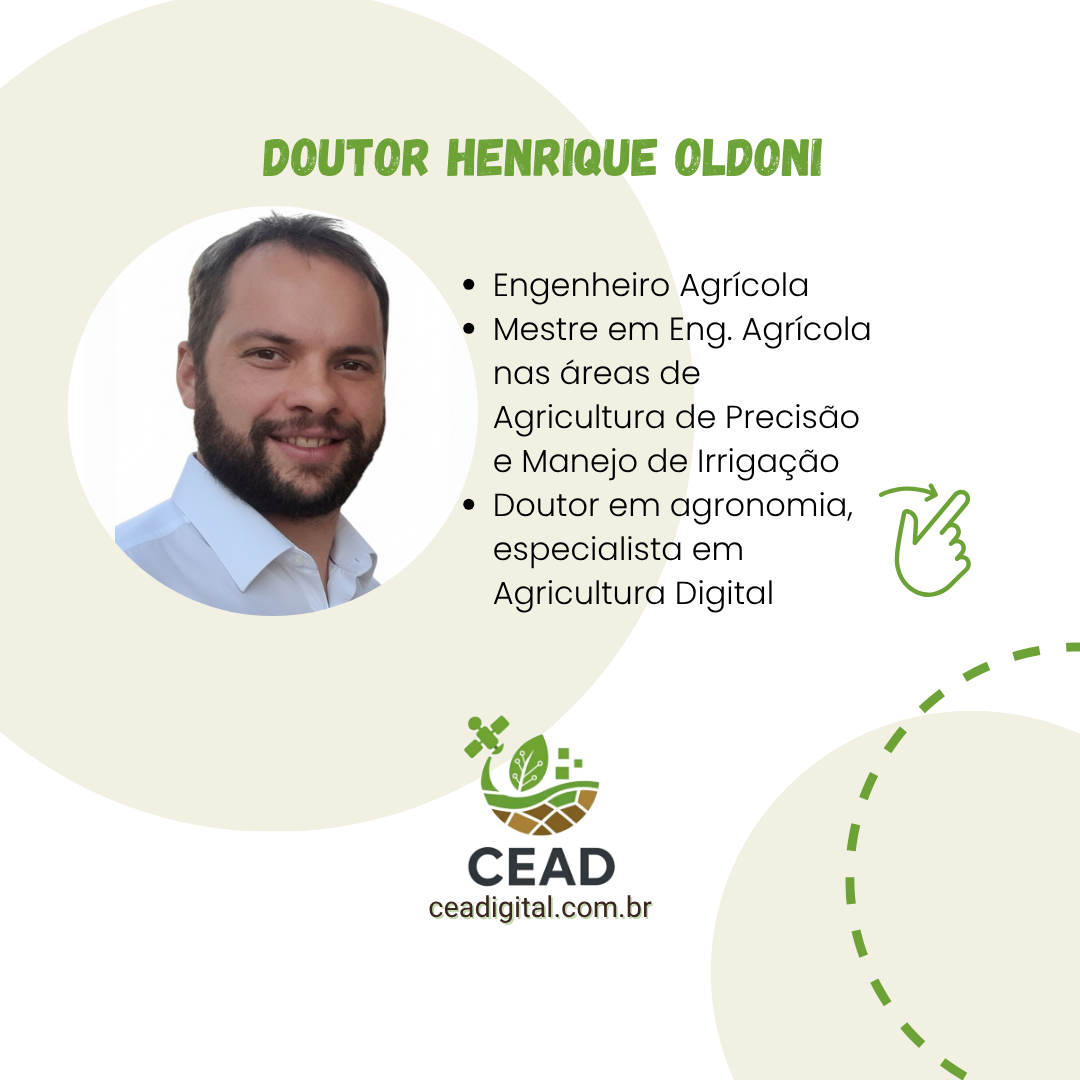 DOUTOR HENRIQUE OLDONI
• Engenheiro Agrícola
• Mestre em Eng. Agrícola
nas áreas de
Agricultura de Precisão
e Manejo de Irrigação
• Doutor em agronomia,
especialista em
Agricultura Digital
CEAD
ceadigital.com.br